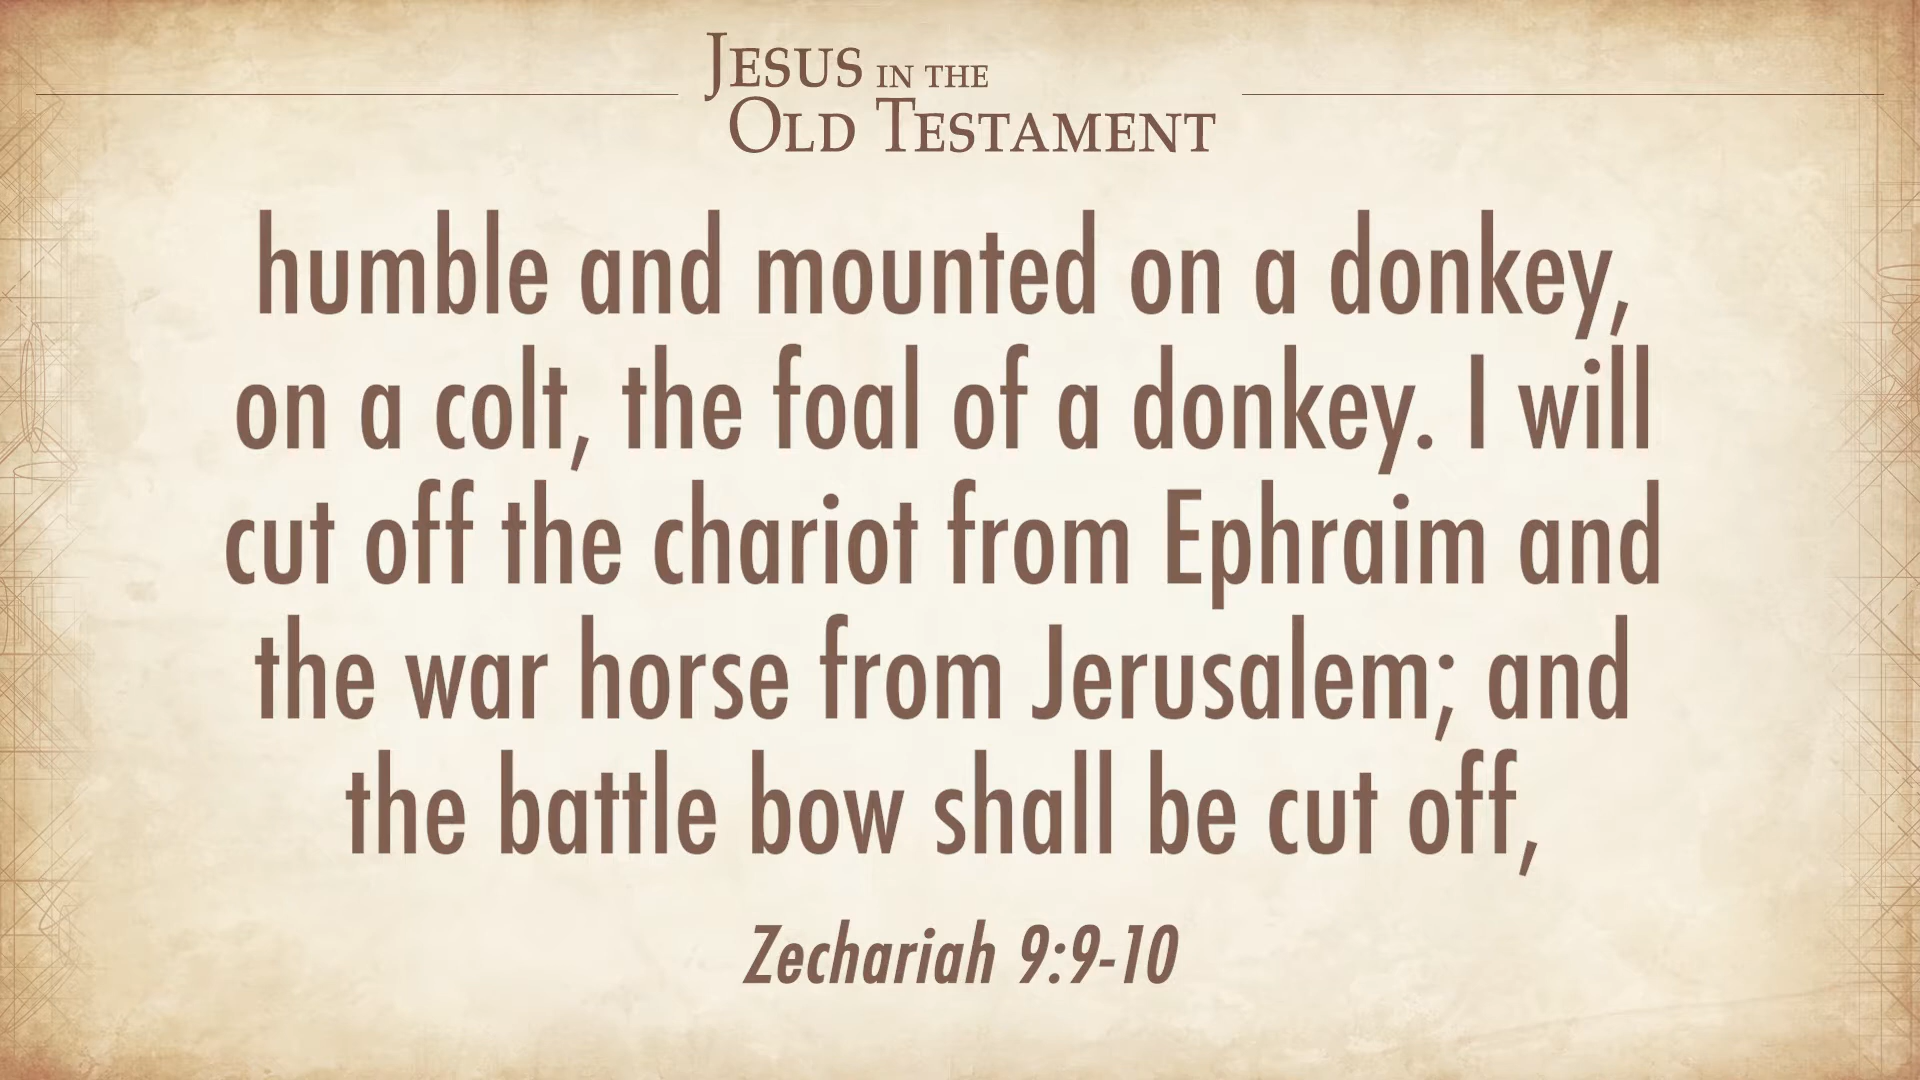 JESUS IN THE
OLD TESTAMENT
humble and mounted on a donkey,
on a colt, the foal of a donkey. I will
cut off the chariot from Ephraim and
the war horse from Jerusalem; and
the battle bow shall be cut off,
Zechariah 9:9-10